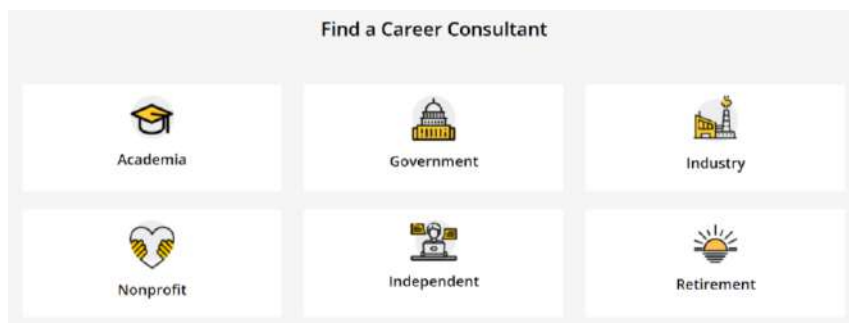 Find a Career Consultant
Academia
Government
Industry
Nonprofit
Independent
Retirement